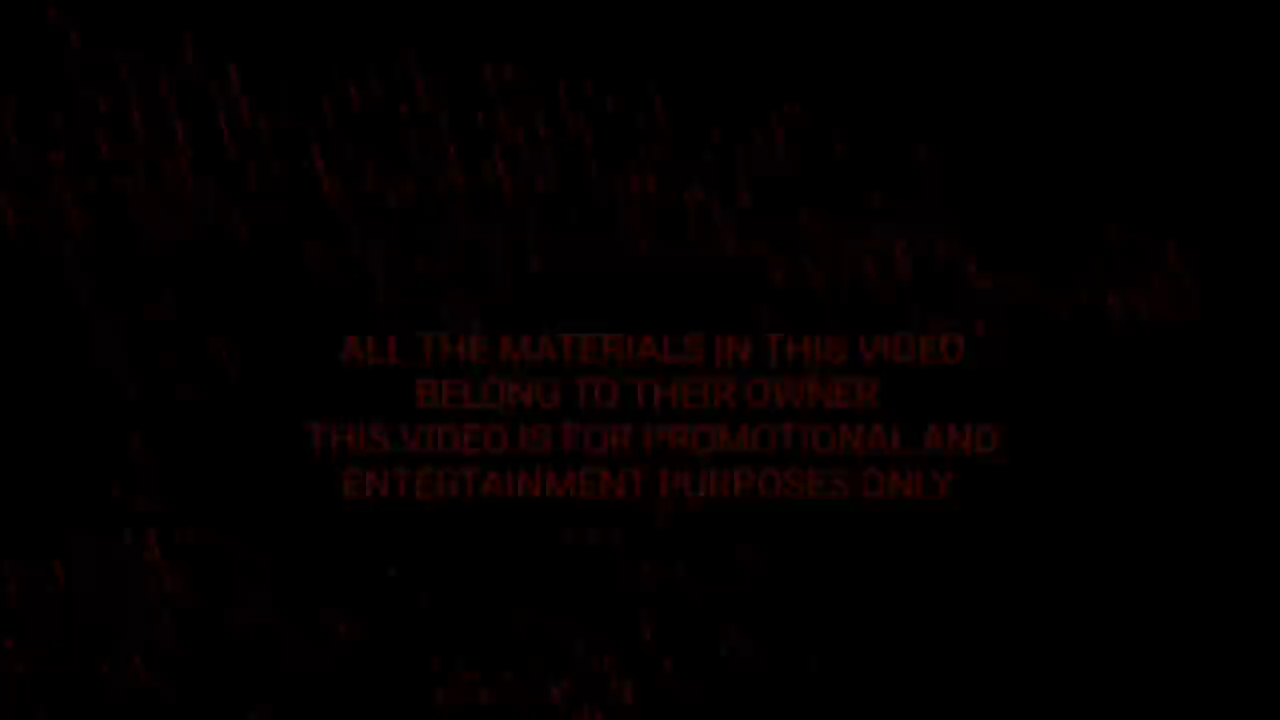 ALL THE MATERIALS IN THIS VIDEO
BELONG TO THEIR OWNER
THIS VIDEO IS FOR PROMOTIONAL AND
ENTERTAINMENT PURPOSES ONLY